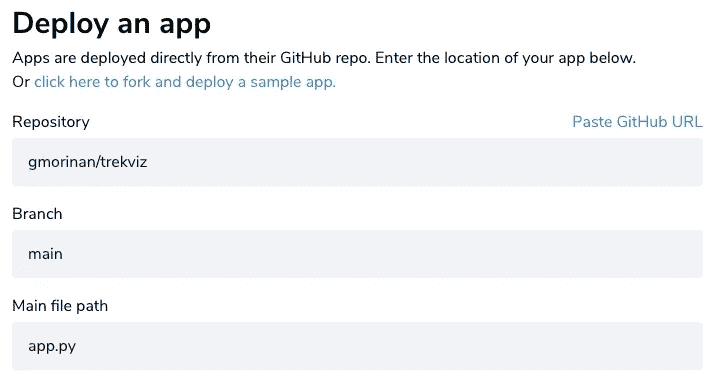 Deploy an app
Apps are deployed directly from their GitHub repo. Enter the location of your app below.
Or click here to fork and deploy a sample app.
Repository
Paste GitHub URL
gmorinan/trekviz
Branch
main
Main file path
app.py